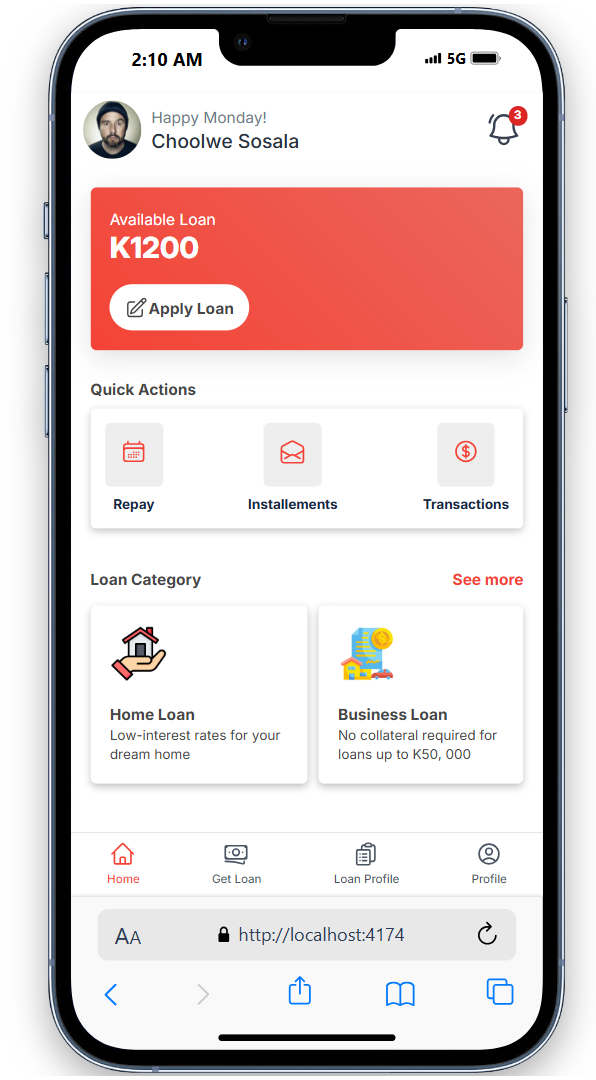 2:10 AM 5G
Happy Monday!
Choolwe Sosala
3
Available Loan
K1200
Apply Loan
Quick Actions
Repay Installements Transactions
Loan Category See more
Home Loan
Low-interest rates for your
dream home
Business Loan
No collateral required for
loans up to K50, 000
Home Get Loan Loan Profile Profile
AA http://localhost:4174